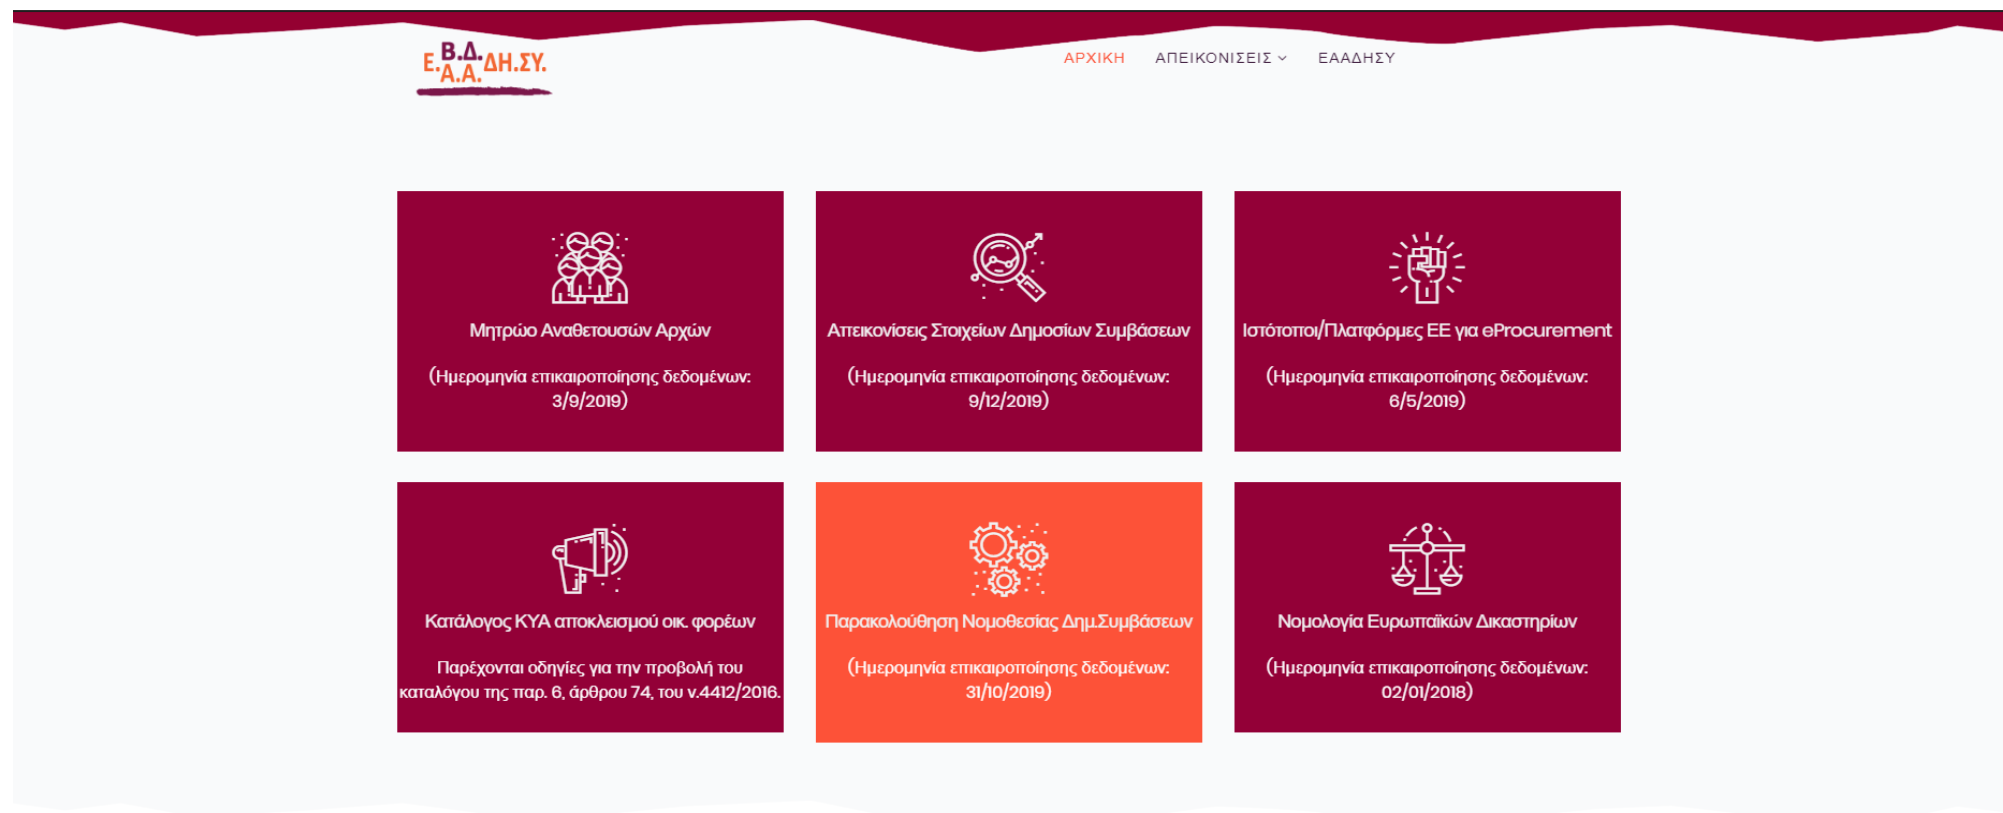 Ε.Β.Δ.ΔΗ.ΣΥ.
Α.Α.
ΑΡΧΙΚΗ ΑΠΕΙΚΟΝΙΣΕΙΣ ΕΑΑΔΗΣΥ
Μητρώο Αναθετουσών Αρχών
(Ημερομηνία επικαιροποίησης δεδομένων:
3/9/2019)
Απεικονίσεις Στοιχείων Δημοσίων Συμβάσεων
(Ημερομηνία επικαιροποίησης δεδομένων:
9/12/2019)
Ιστότοποι/Πλατφόρμες ΕΕ για eProcurement
(Ημερομηνία επικαιροποίησης δεδομένων:
6/5/2019)
Κατάλογος ΚΥΑ αποκλεισμού οικ. φορέων
Παρέχονται οδηγίες για την προβολή του
καταλόγου της παρ. 6, άρθρου 74, του ν.4412/2016.
Παρακολούθηση Νομοθεσίας Δημ.Συμβάσεων
(Ημερομηνία επικαιροποίησης δεδομένων:
31/10/2019)
Νομολογία Ευρωπαϊκών Δικαστηρίων
(Ημερομηνία επικαιροποίησης δεδομένων:
02/01/2018)